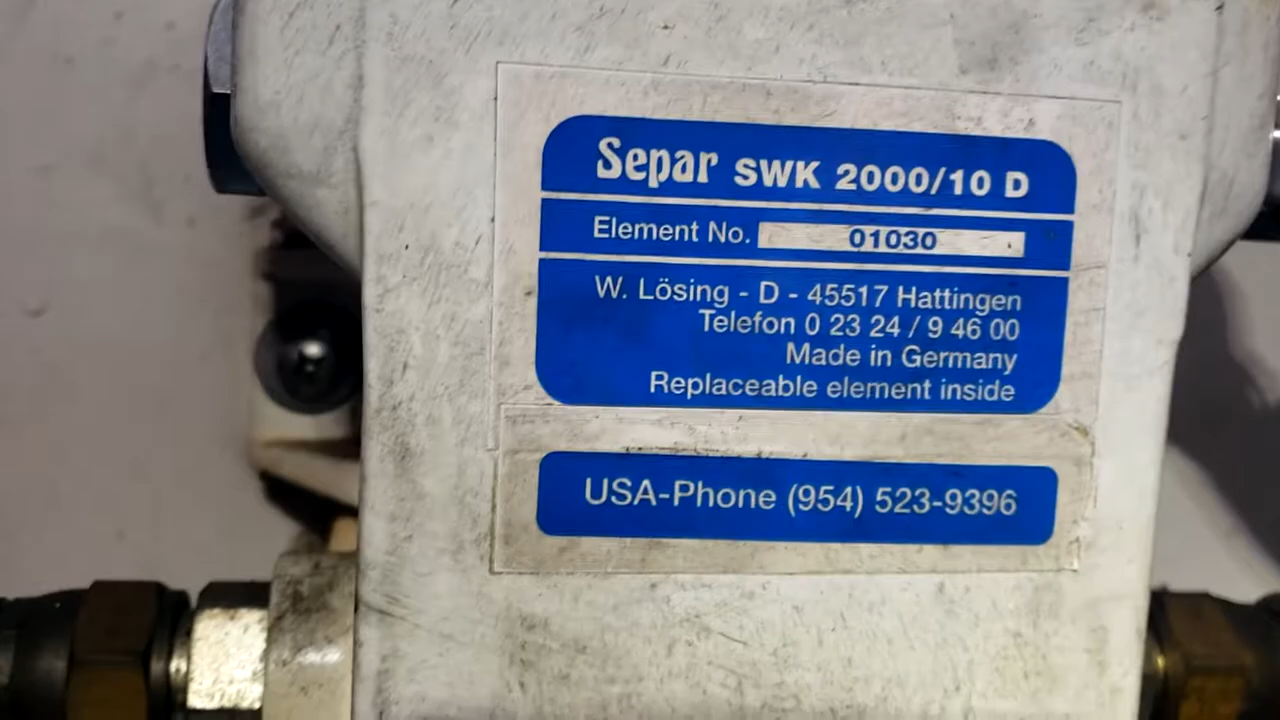 Separ SWK 2000/10 D
Element No. 01030
W. Lösing - D - 45517 Hattingen
Telefon 0 23 24 / 9 46 00
Made in Germany
Replaceable element inside
USA-Phone (954) 523-9396